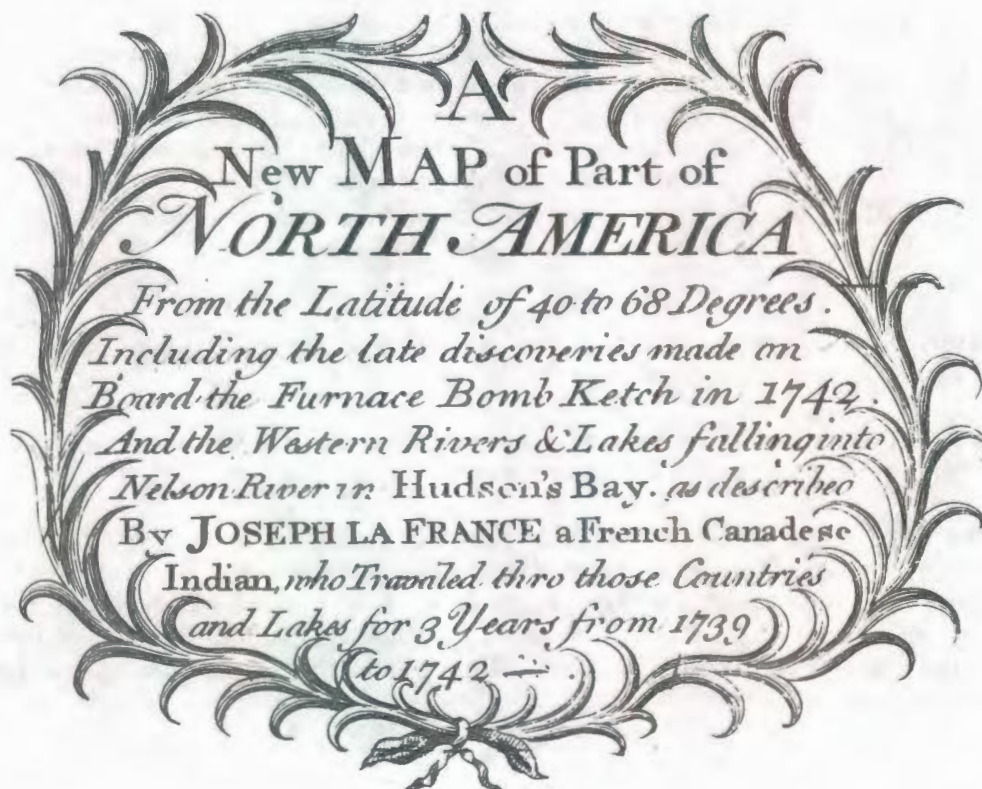 A
New MAP of Part of
NORTH AMERICA
From the Latitude of 40 to 68 Degrees.
Including the late discoveries made on
Board the Furnace Bomb Ketch in 1742.
And the Western Rivers & Lakes falling into
Nelson River in Hudson's Bay. as described
By JOSEPH LA FRANCE a French Canadese
Indian, who Traveled thro those Countries
and Lakes for 3 Years from 1739
to 1742